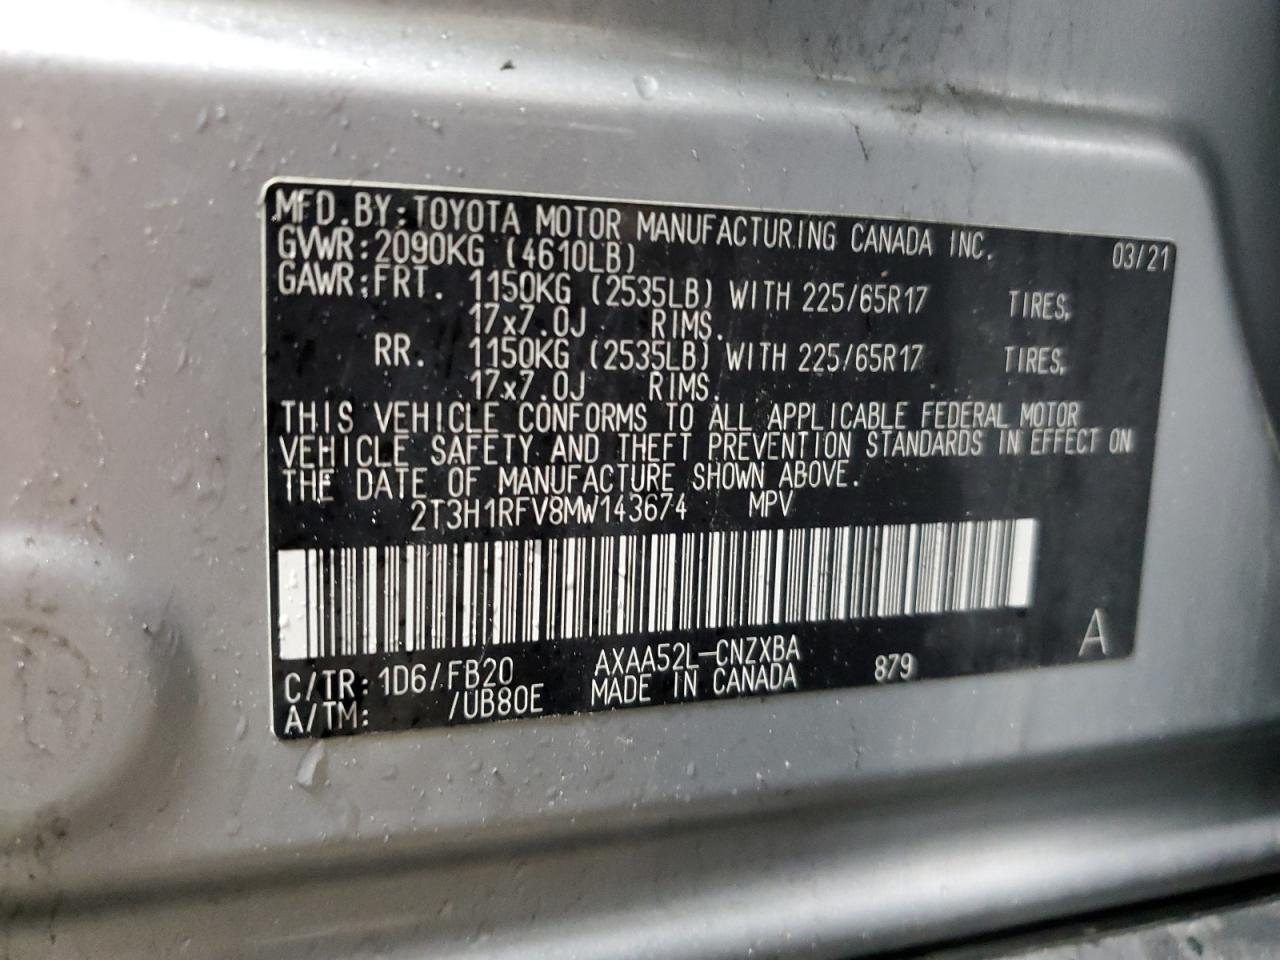 MFD.BY:TOYOTA MOTOR MANUFACTURING CANADA INC. 03/21
GVWR:2090KG (4610LB)
GAWR:FRT. 1150KG (2535LB) WITH 225/65R17 TIRES,
17x7.0J RIMS.
RR. 1150KG (2535LB) WITH 225/65R17 TIRES,
17x7.0J RIMS.
THIS VEHICLE CONFORMS TO ALL APPLICABLE FEDERAL MOTOR
VEHICLE SAFETY AND THEFT PREVENTION STANDARDS IN EFFECT ON
THE DATE OF MANUFACTURE SHOWN ABOVE.
2T3H1RFV8MW143674 MPV
A
C/TR:1D6/FB20 AXAA52L-CNZXBA 879
A/TM: /UB80E MADE IN CANADA